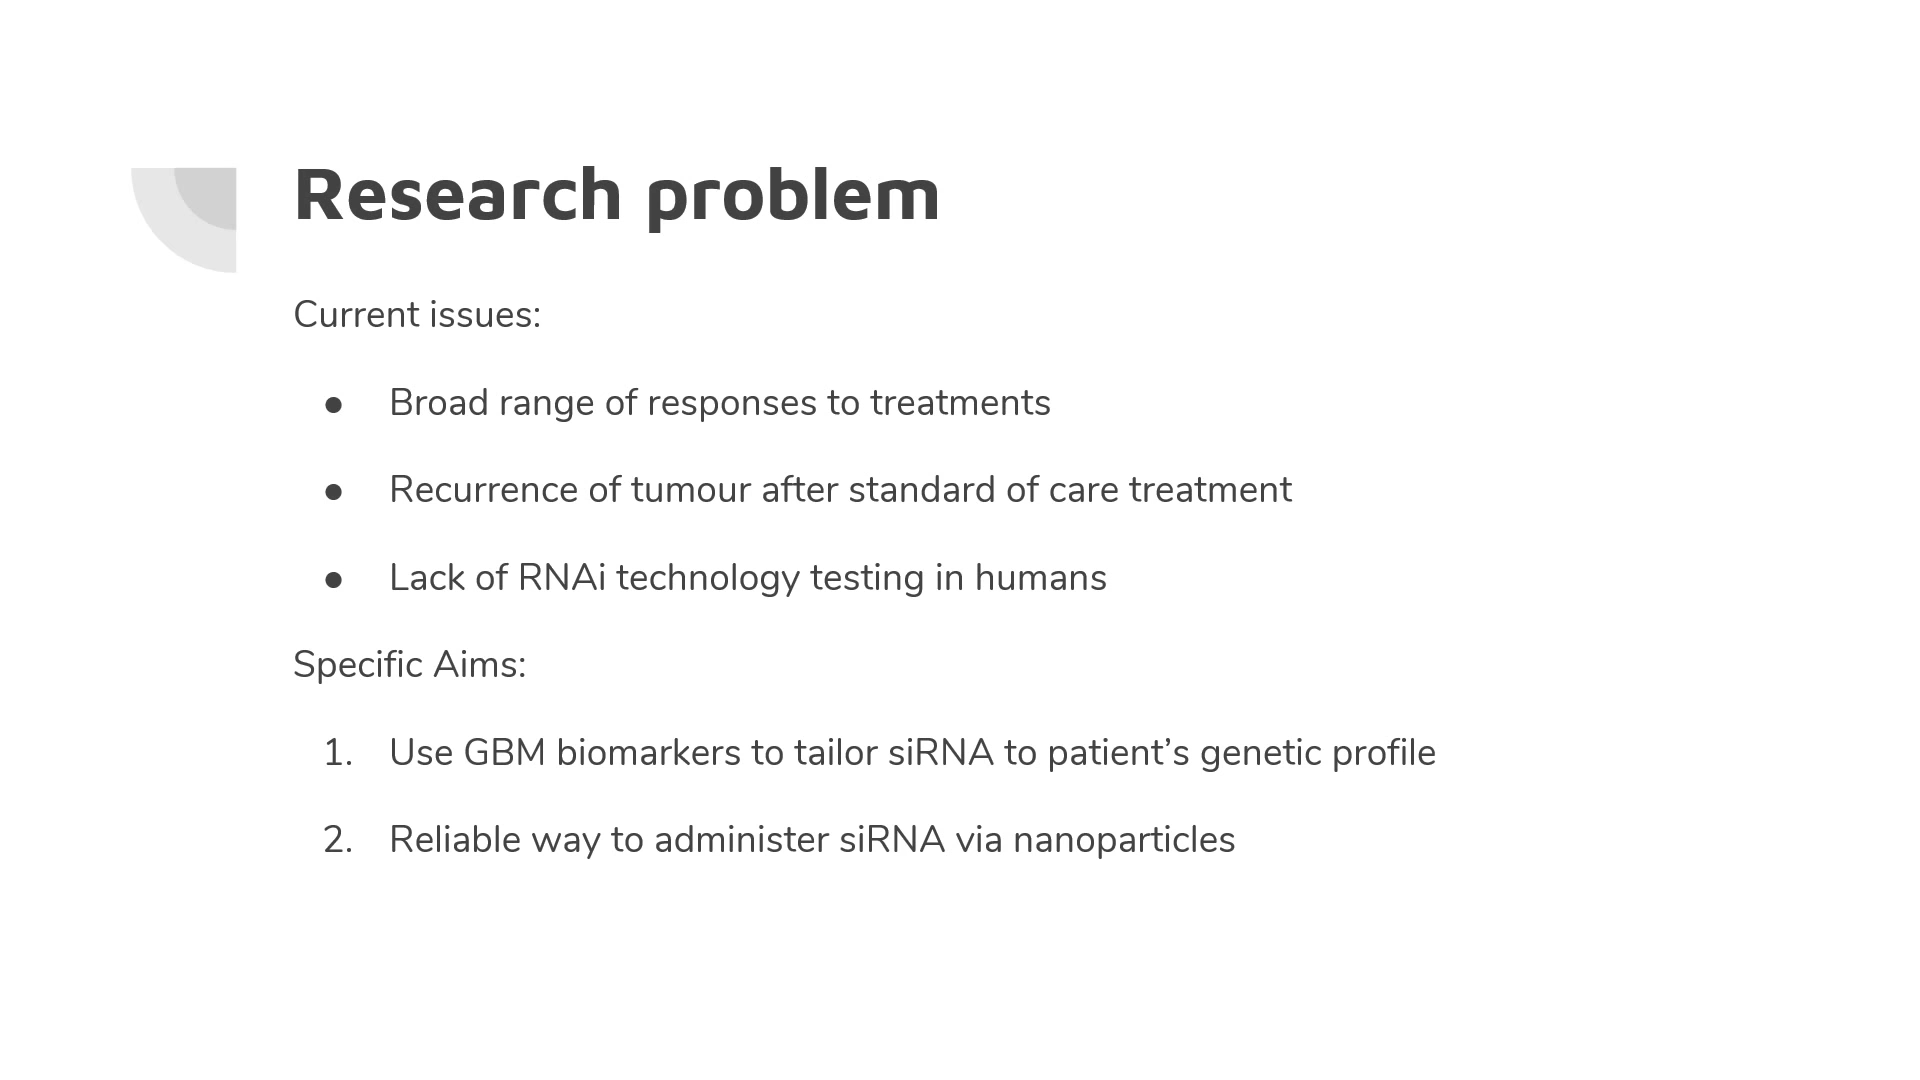 Research problem
Current issues:
● Broad range of responses to treatments
● Recurrence of tumour after standard of care treatment
● Lack of RNAi technology testing in humans
Specific Aims:
1. Use GBM biomarkers to tailor siRNA to patient’s genetic profile
2. Reliable way to administer siRNA via nanoparticles